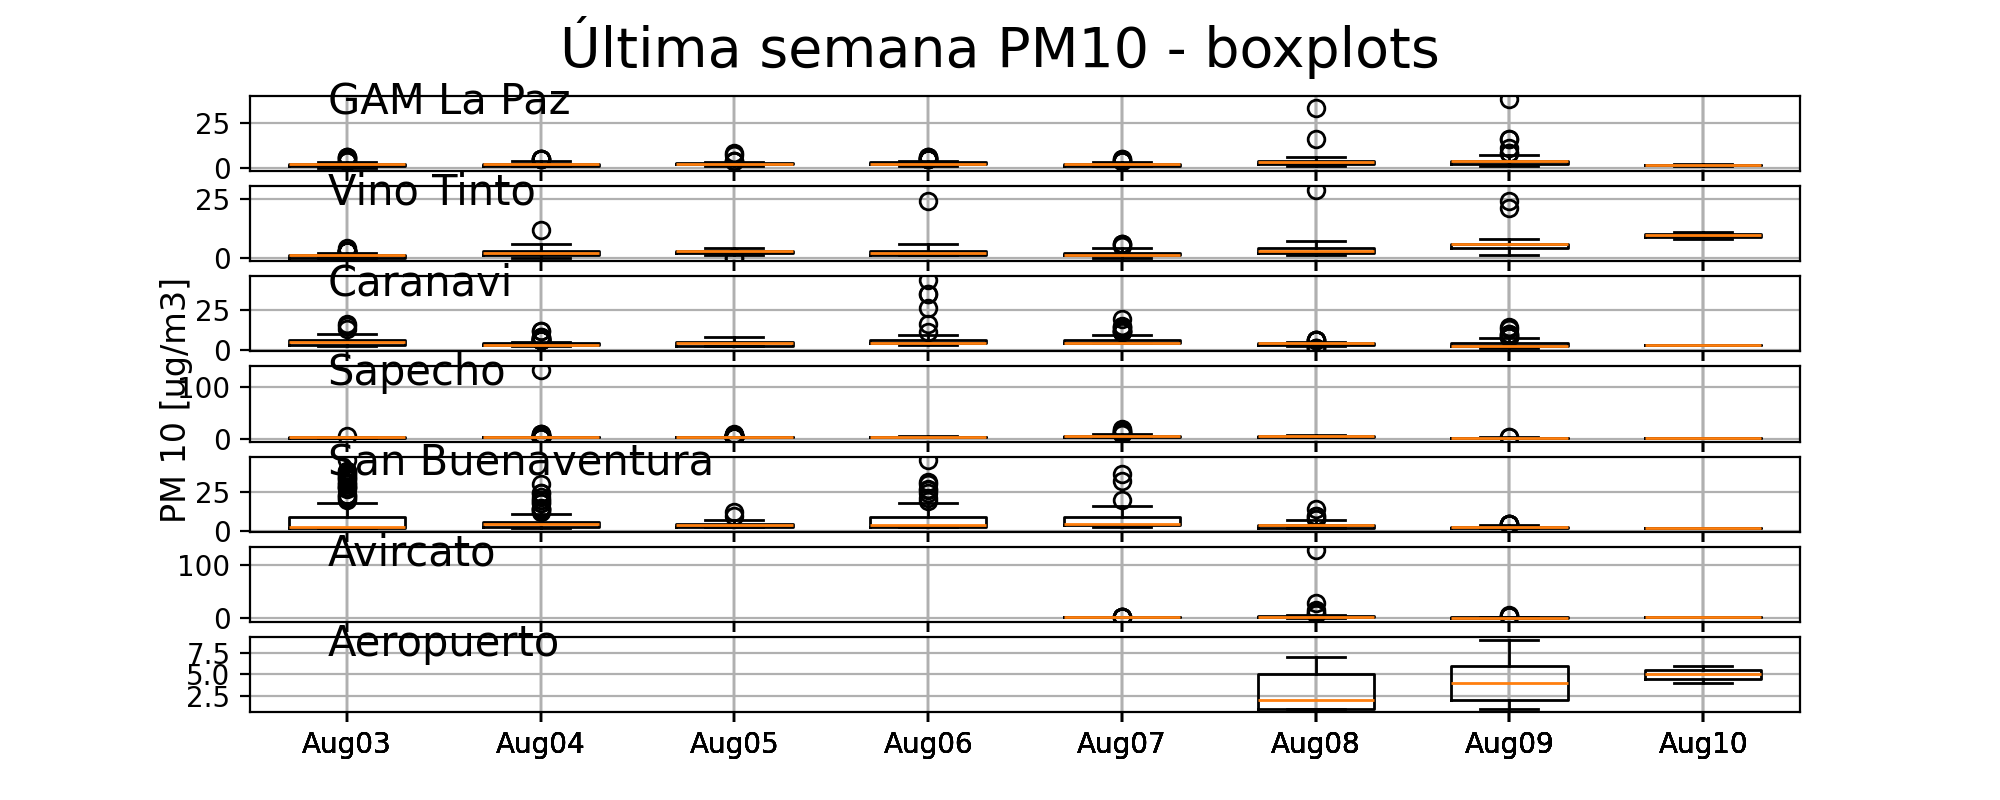 Última semana PM10 - boxplots
GAM La Paz
25
0
Vino Tinto
25
0
Caranavi
25
0
PM 10 [µg/m3]
Sapecho
100
0
San Buenaventura
25
0
Avircato
100
0
Aeropuerto
7.5
5.0
2.5
Aug03 Aug04 Aug05 Aug06 Aug07 Aug08 Aug09 Aug10